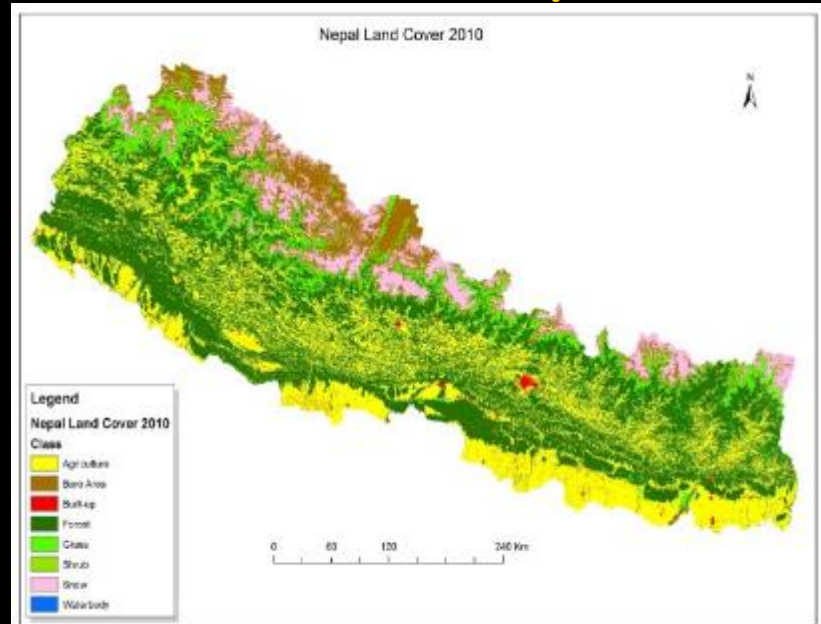 Nepal Land Cover 2010
N
Legend
Nepal Land Cover 2010
Class
Agriculture
Bare Area
Built-up
Forest
Grass
Shrub
Snow
Waterbody
0 60 120 240 Km